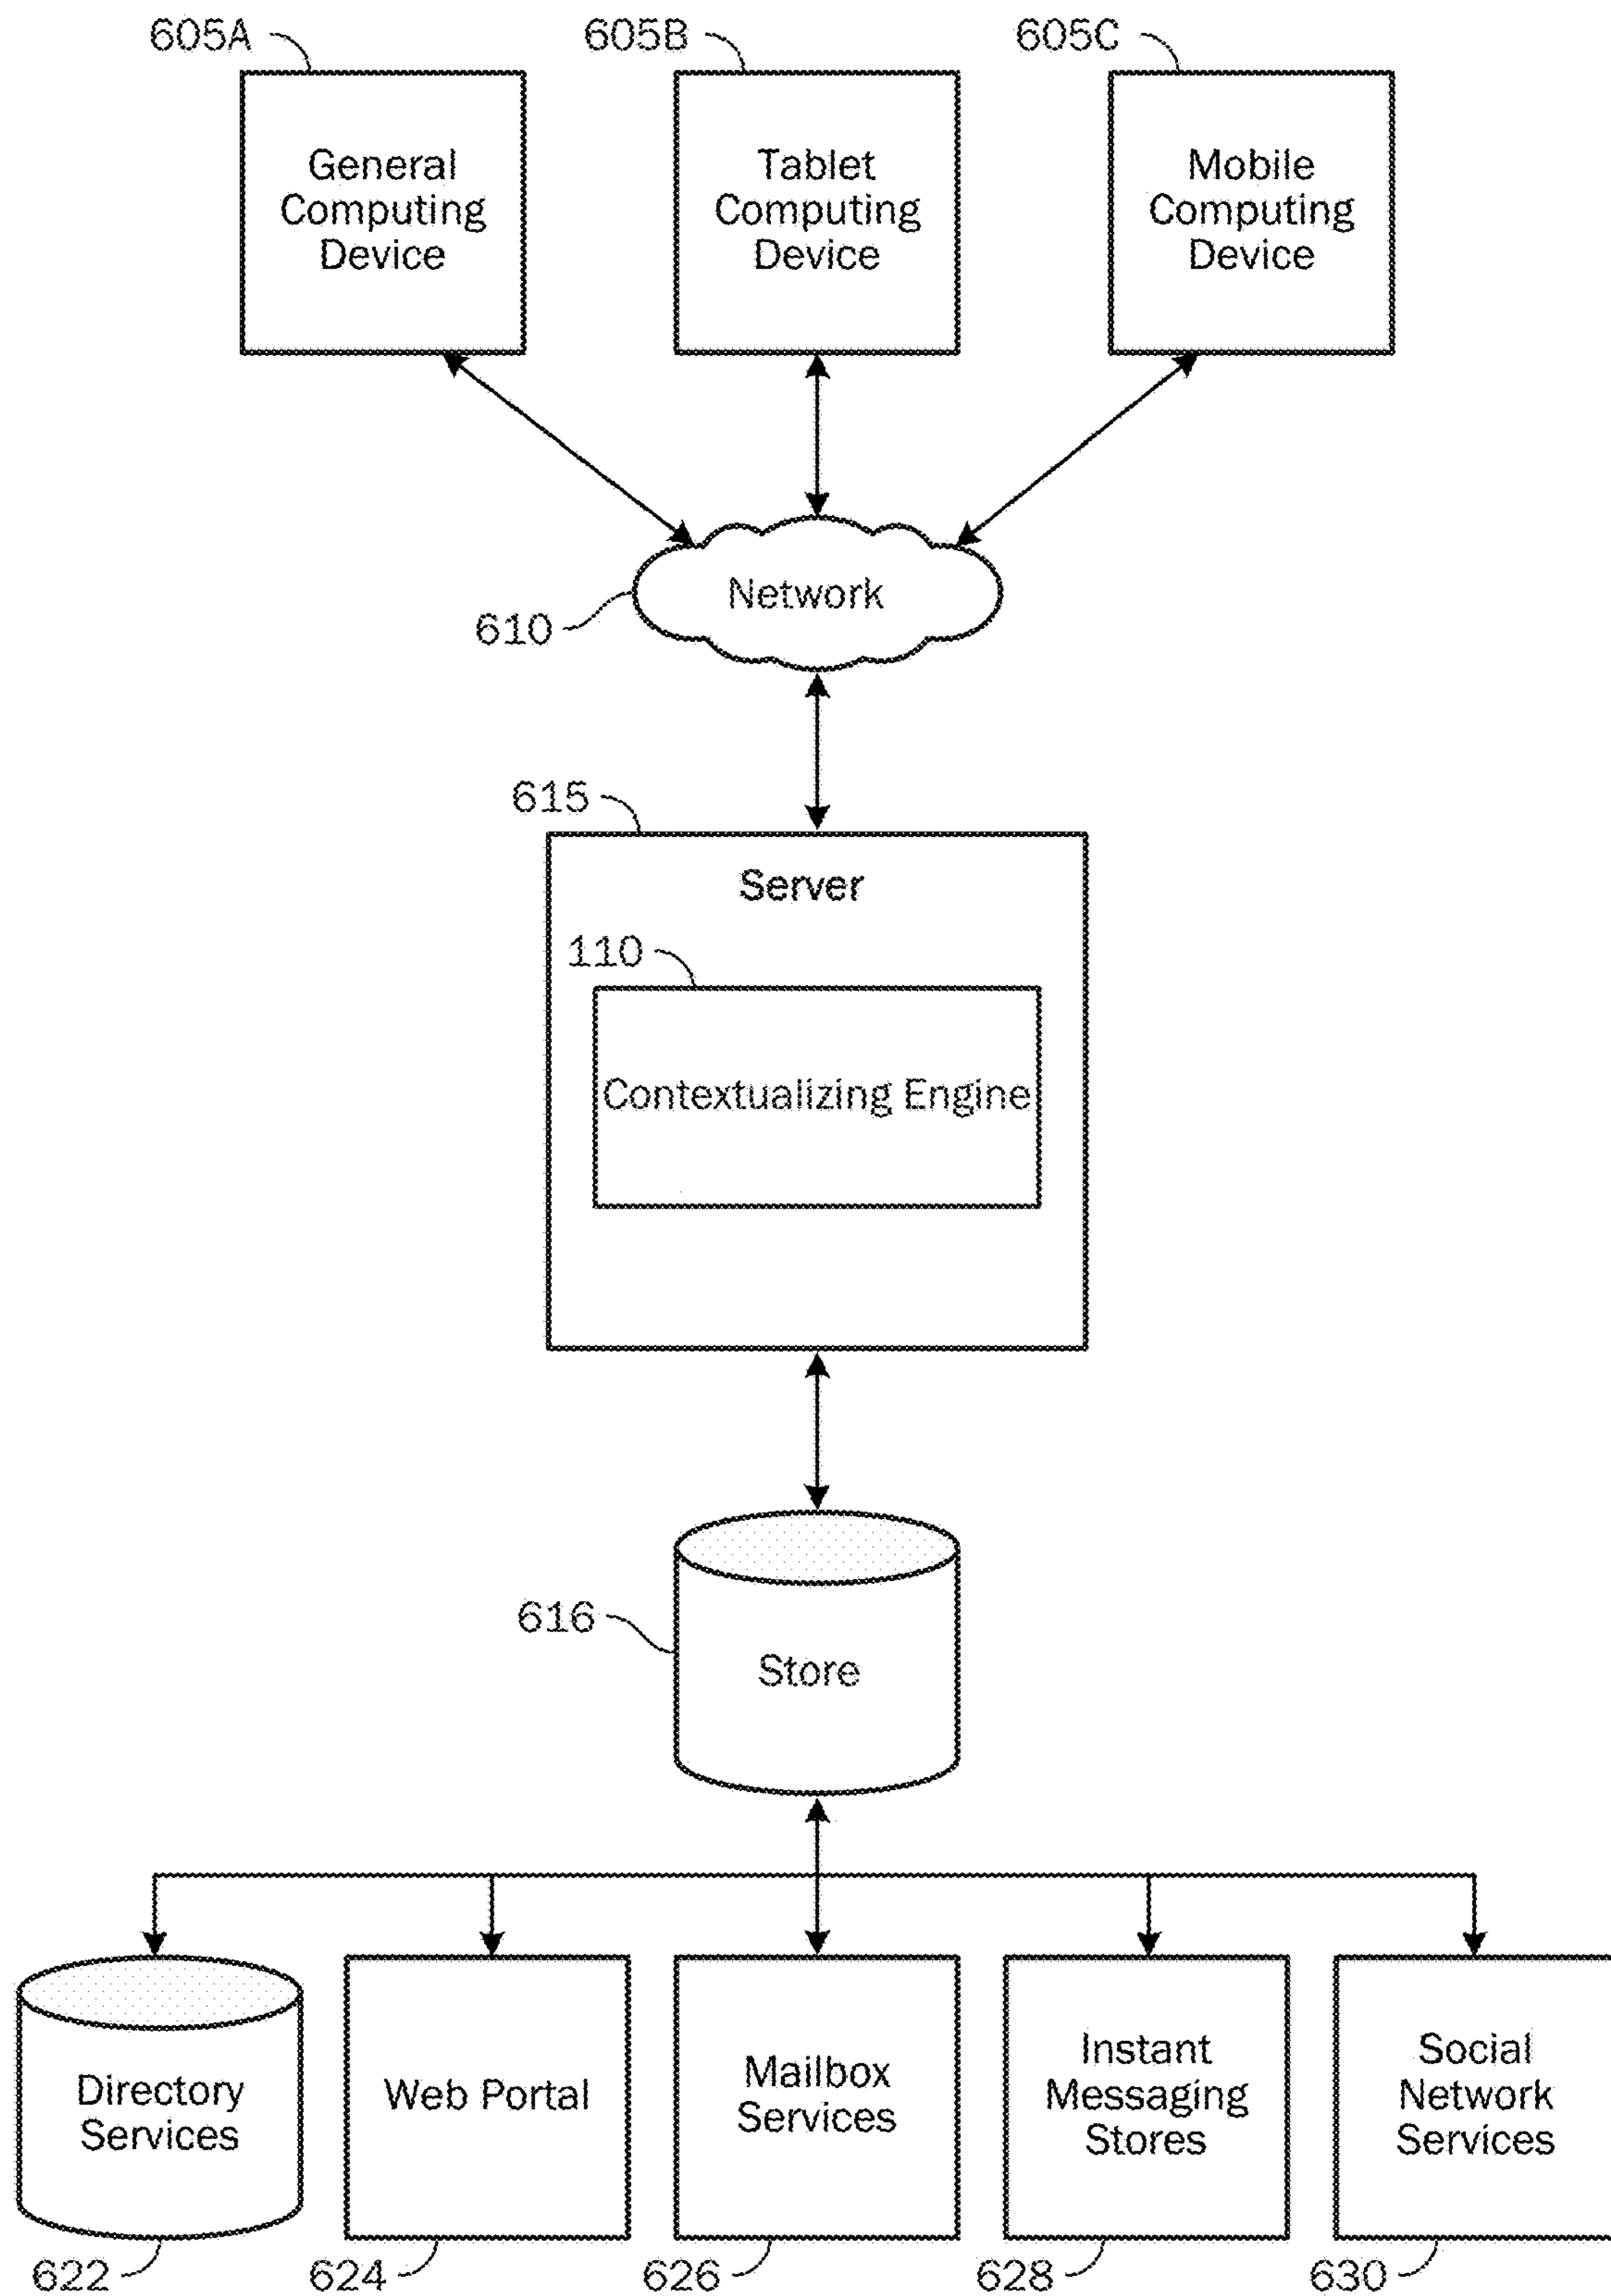 605A
605B
605C
General
Computing
Device
Tablet
Computing
Device
Mobile
Computing
Device
Network
610
615
Server
110
Contextualizing Engine
616
Store
Directory
Services
Web Portal
Mailbox
Services
Instant
Messaging
Stores
Social
Network
Services
622
624
626
628
630